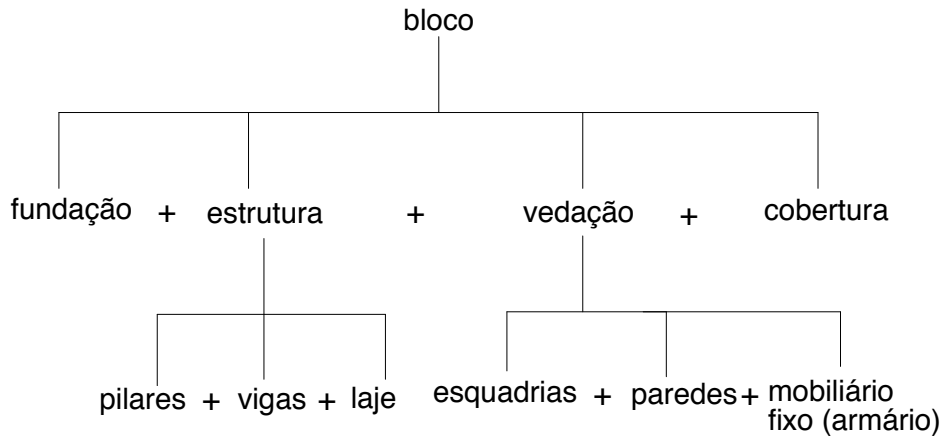 bloco
fundação + estrutura + vedação + cobertura
pilares + vigas + laje esquadrias + paredes + mobiliário
fixo (armário)